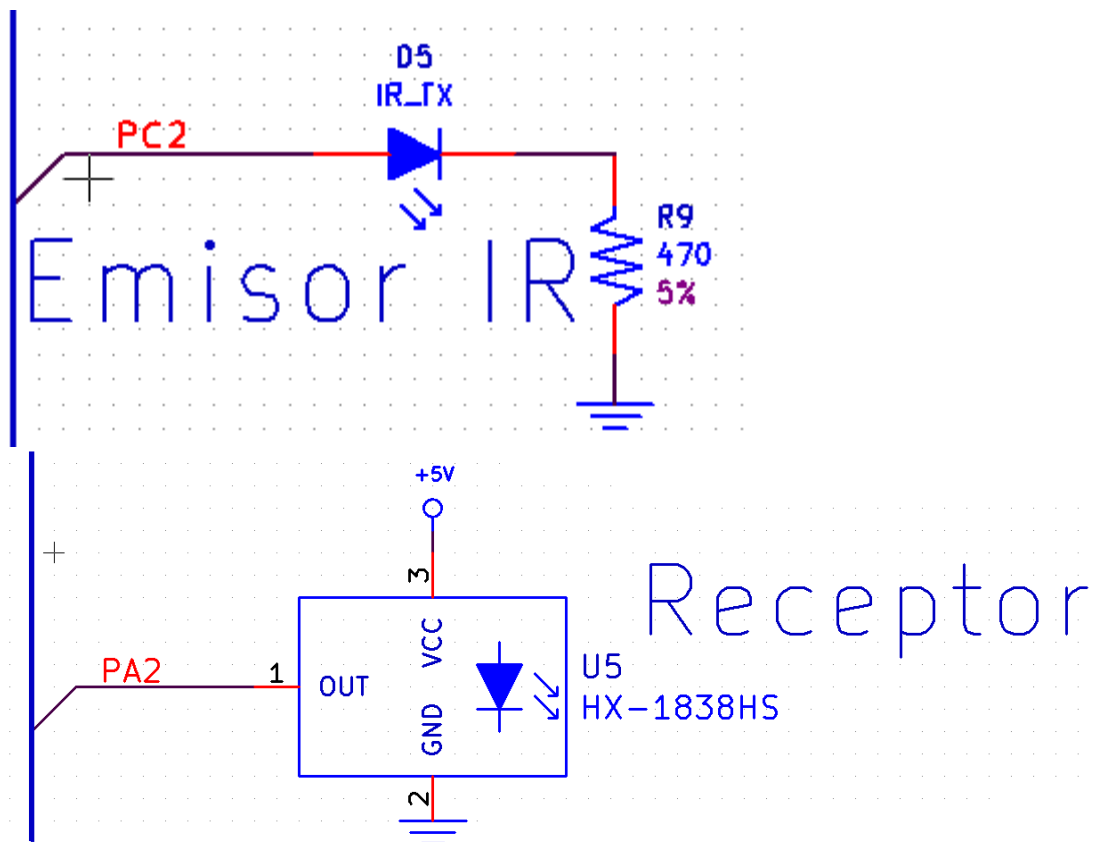 D5
IR_TX
PC2
R9
470
5%
Emisor IR
+5V
3
Receptor
VCC
PA2
1
OUT
U5
HX-1838HS
GND
2